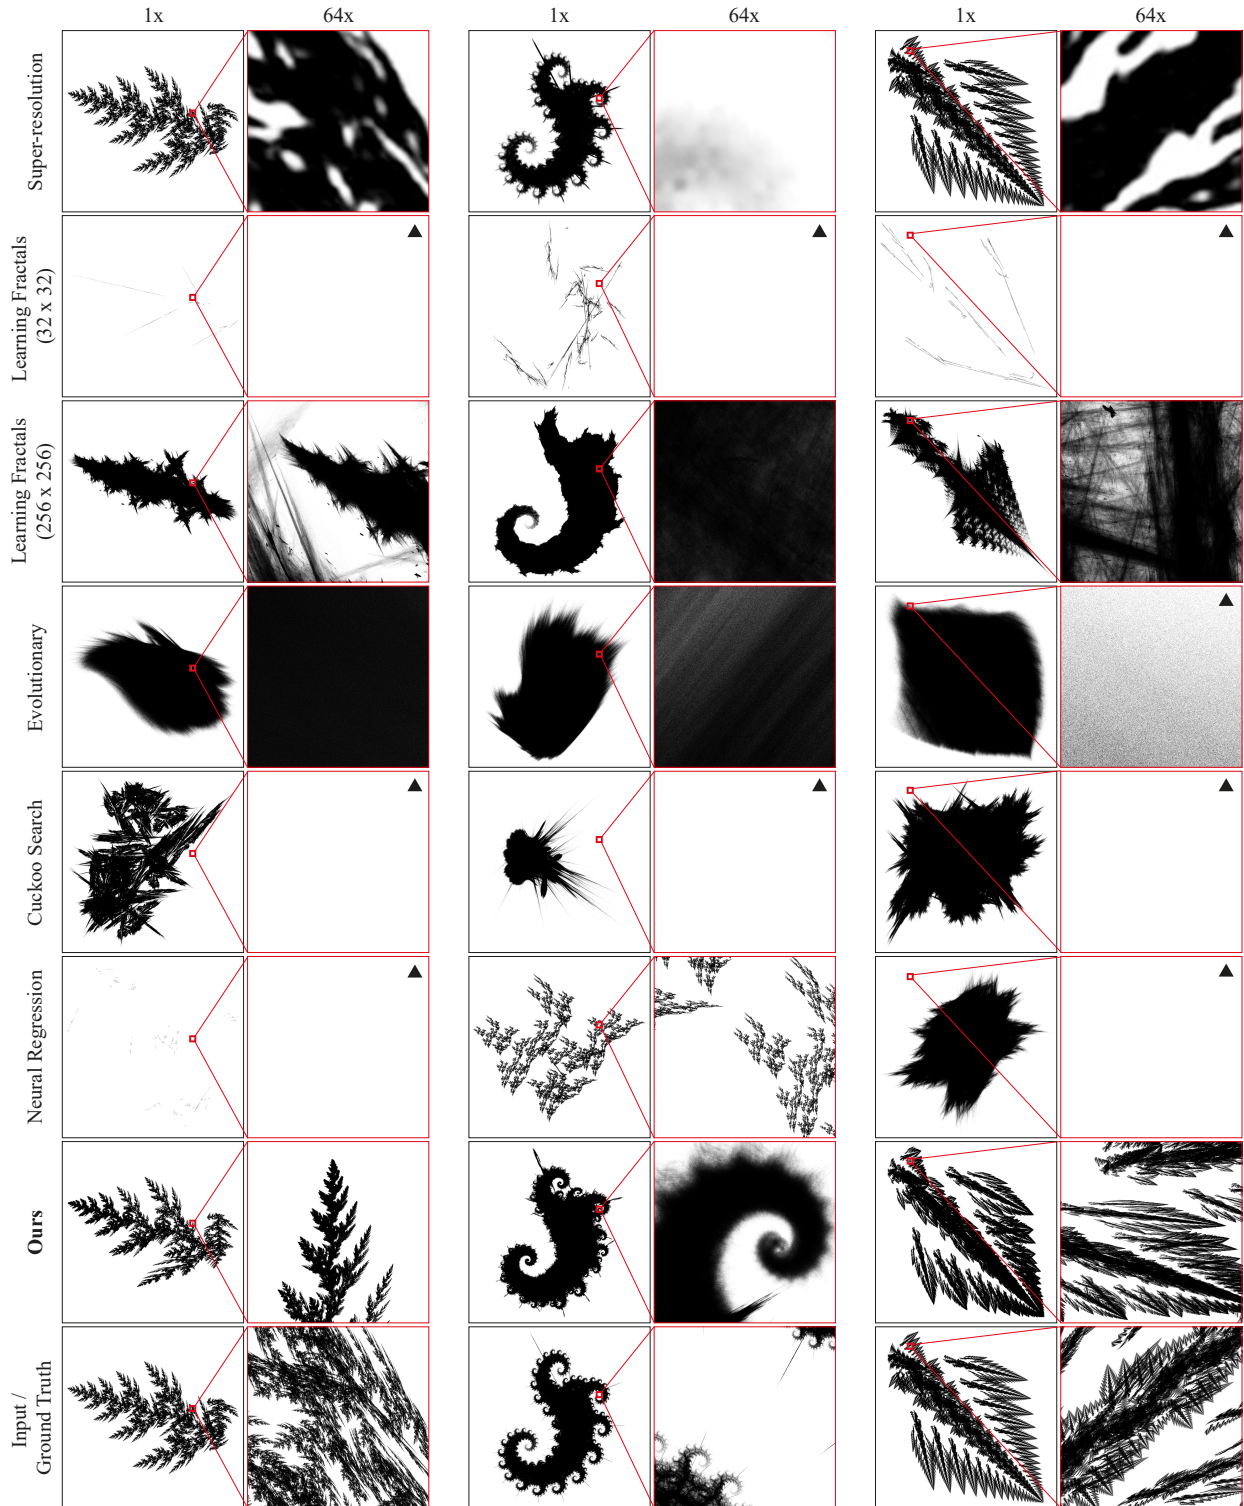 1x 64x 1x 64x 1x 64x
Super-resolution
Learning Fractals
(32 x 32)
Learning Fractals
(256 x 256)
Evolutionary
Cuckoo Search
Neural Regression
Ours
Input /
Ground Truth